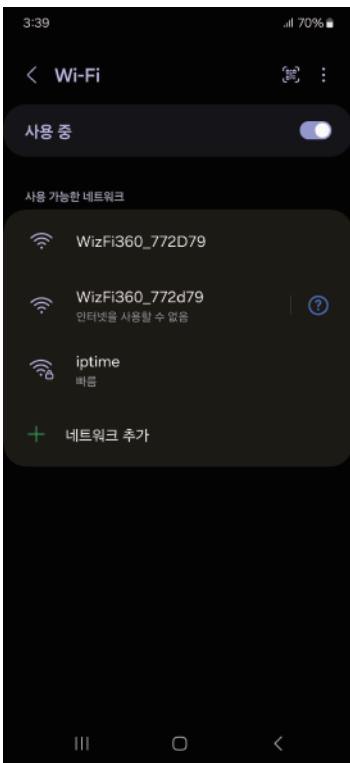 3:39
70%
Wi-Fi
사용 중
사용 가능한 네트워크
WizFi360_772D79
WizFi360_772d79
인터넷을 사용할 수 없음
?
iptime
빠름
네트워크 추가